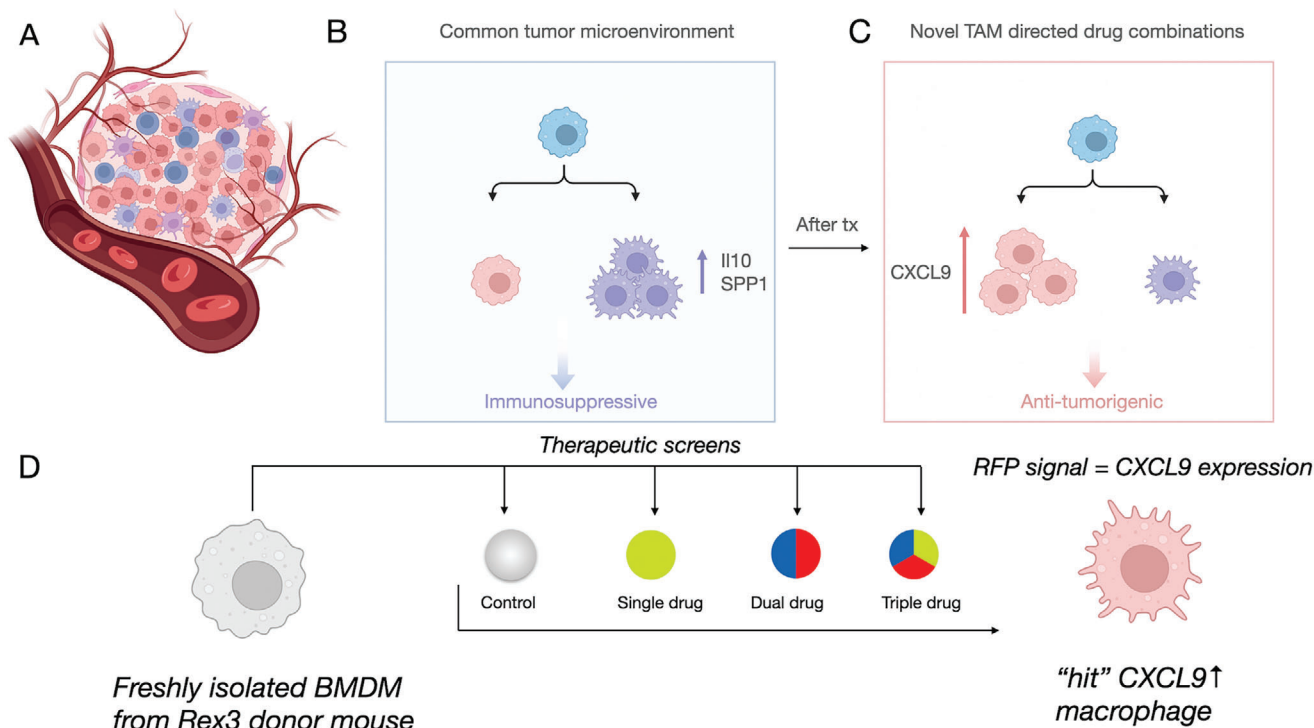 A
B
Common tumor microenvironment
C
Novel TAM directed drug combinations
Il10
SPP1
Immunosuppressive
After tx
CXCL9
Anti-tumorigenic
D
Therapeutic screens
RFP signal = CXCL9 expression
Control
Single drug
Dual drug
Triple drug
Freshly isolated BMDM
from Rex3 donor mouse
"hit" CXCL9↑
macrophage